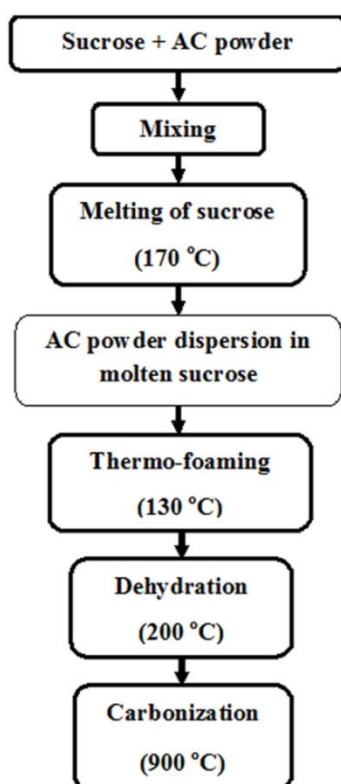 Sucrose + AC powder
Mixing
Melting of sucrose
(170 °C)
AC powder dispersion in
molten sucrose
Thermo-foaming
(130 °C)
Dehydration
(200 °C)
Carbonization
(900 °C)